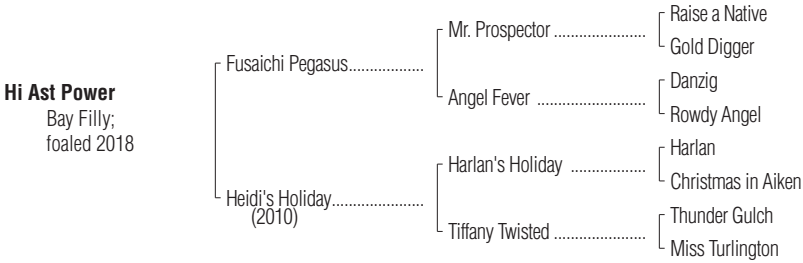 Raise a Native
Mr. Prospector ......................
Gold Digger
Fusaichi Pegasus..................
Danzig
Angel Fever ..........................
Rowdy Angel
Hi Ast Power
Bay Filly;
foaled 2018
Harlan
Harlan's Holiday ..................
Christmas in Aiken
Heidi's Holiday......................
(2010)
Thunder Gulch
Tiffany Twisted ......................
Miss Turlington